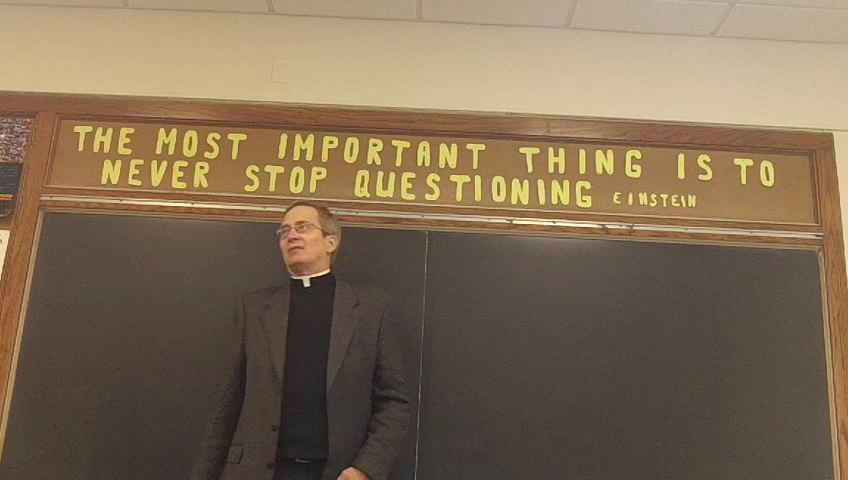 THE MOST IMPORTANT THING IS TO
NEVER STOP QUESTIONING EINSTEIN